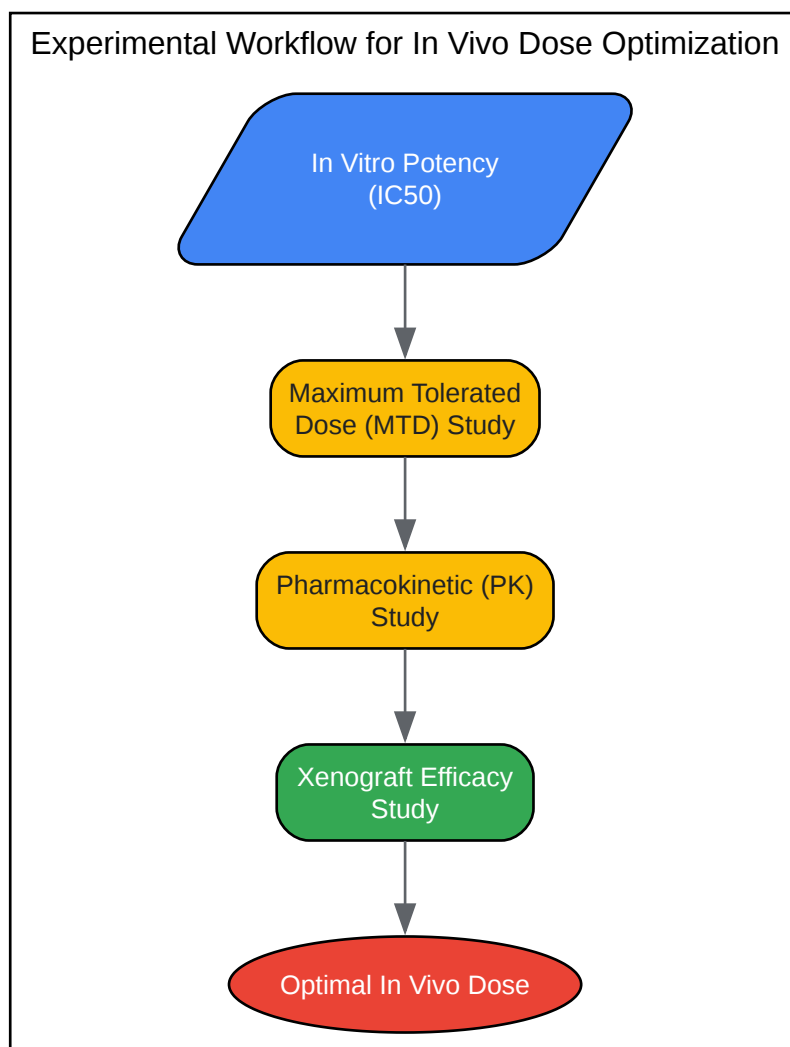 Experimental Workflow for In Vivo Dose Optimization
In Vitro Potency
(IC50)
Maximum Tolerated
Dose (MTD) Study
Pharmacokinetic (PK)
Study
Xenograft Efficacy
Study
Optimal In Vivo Dose